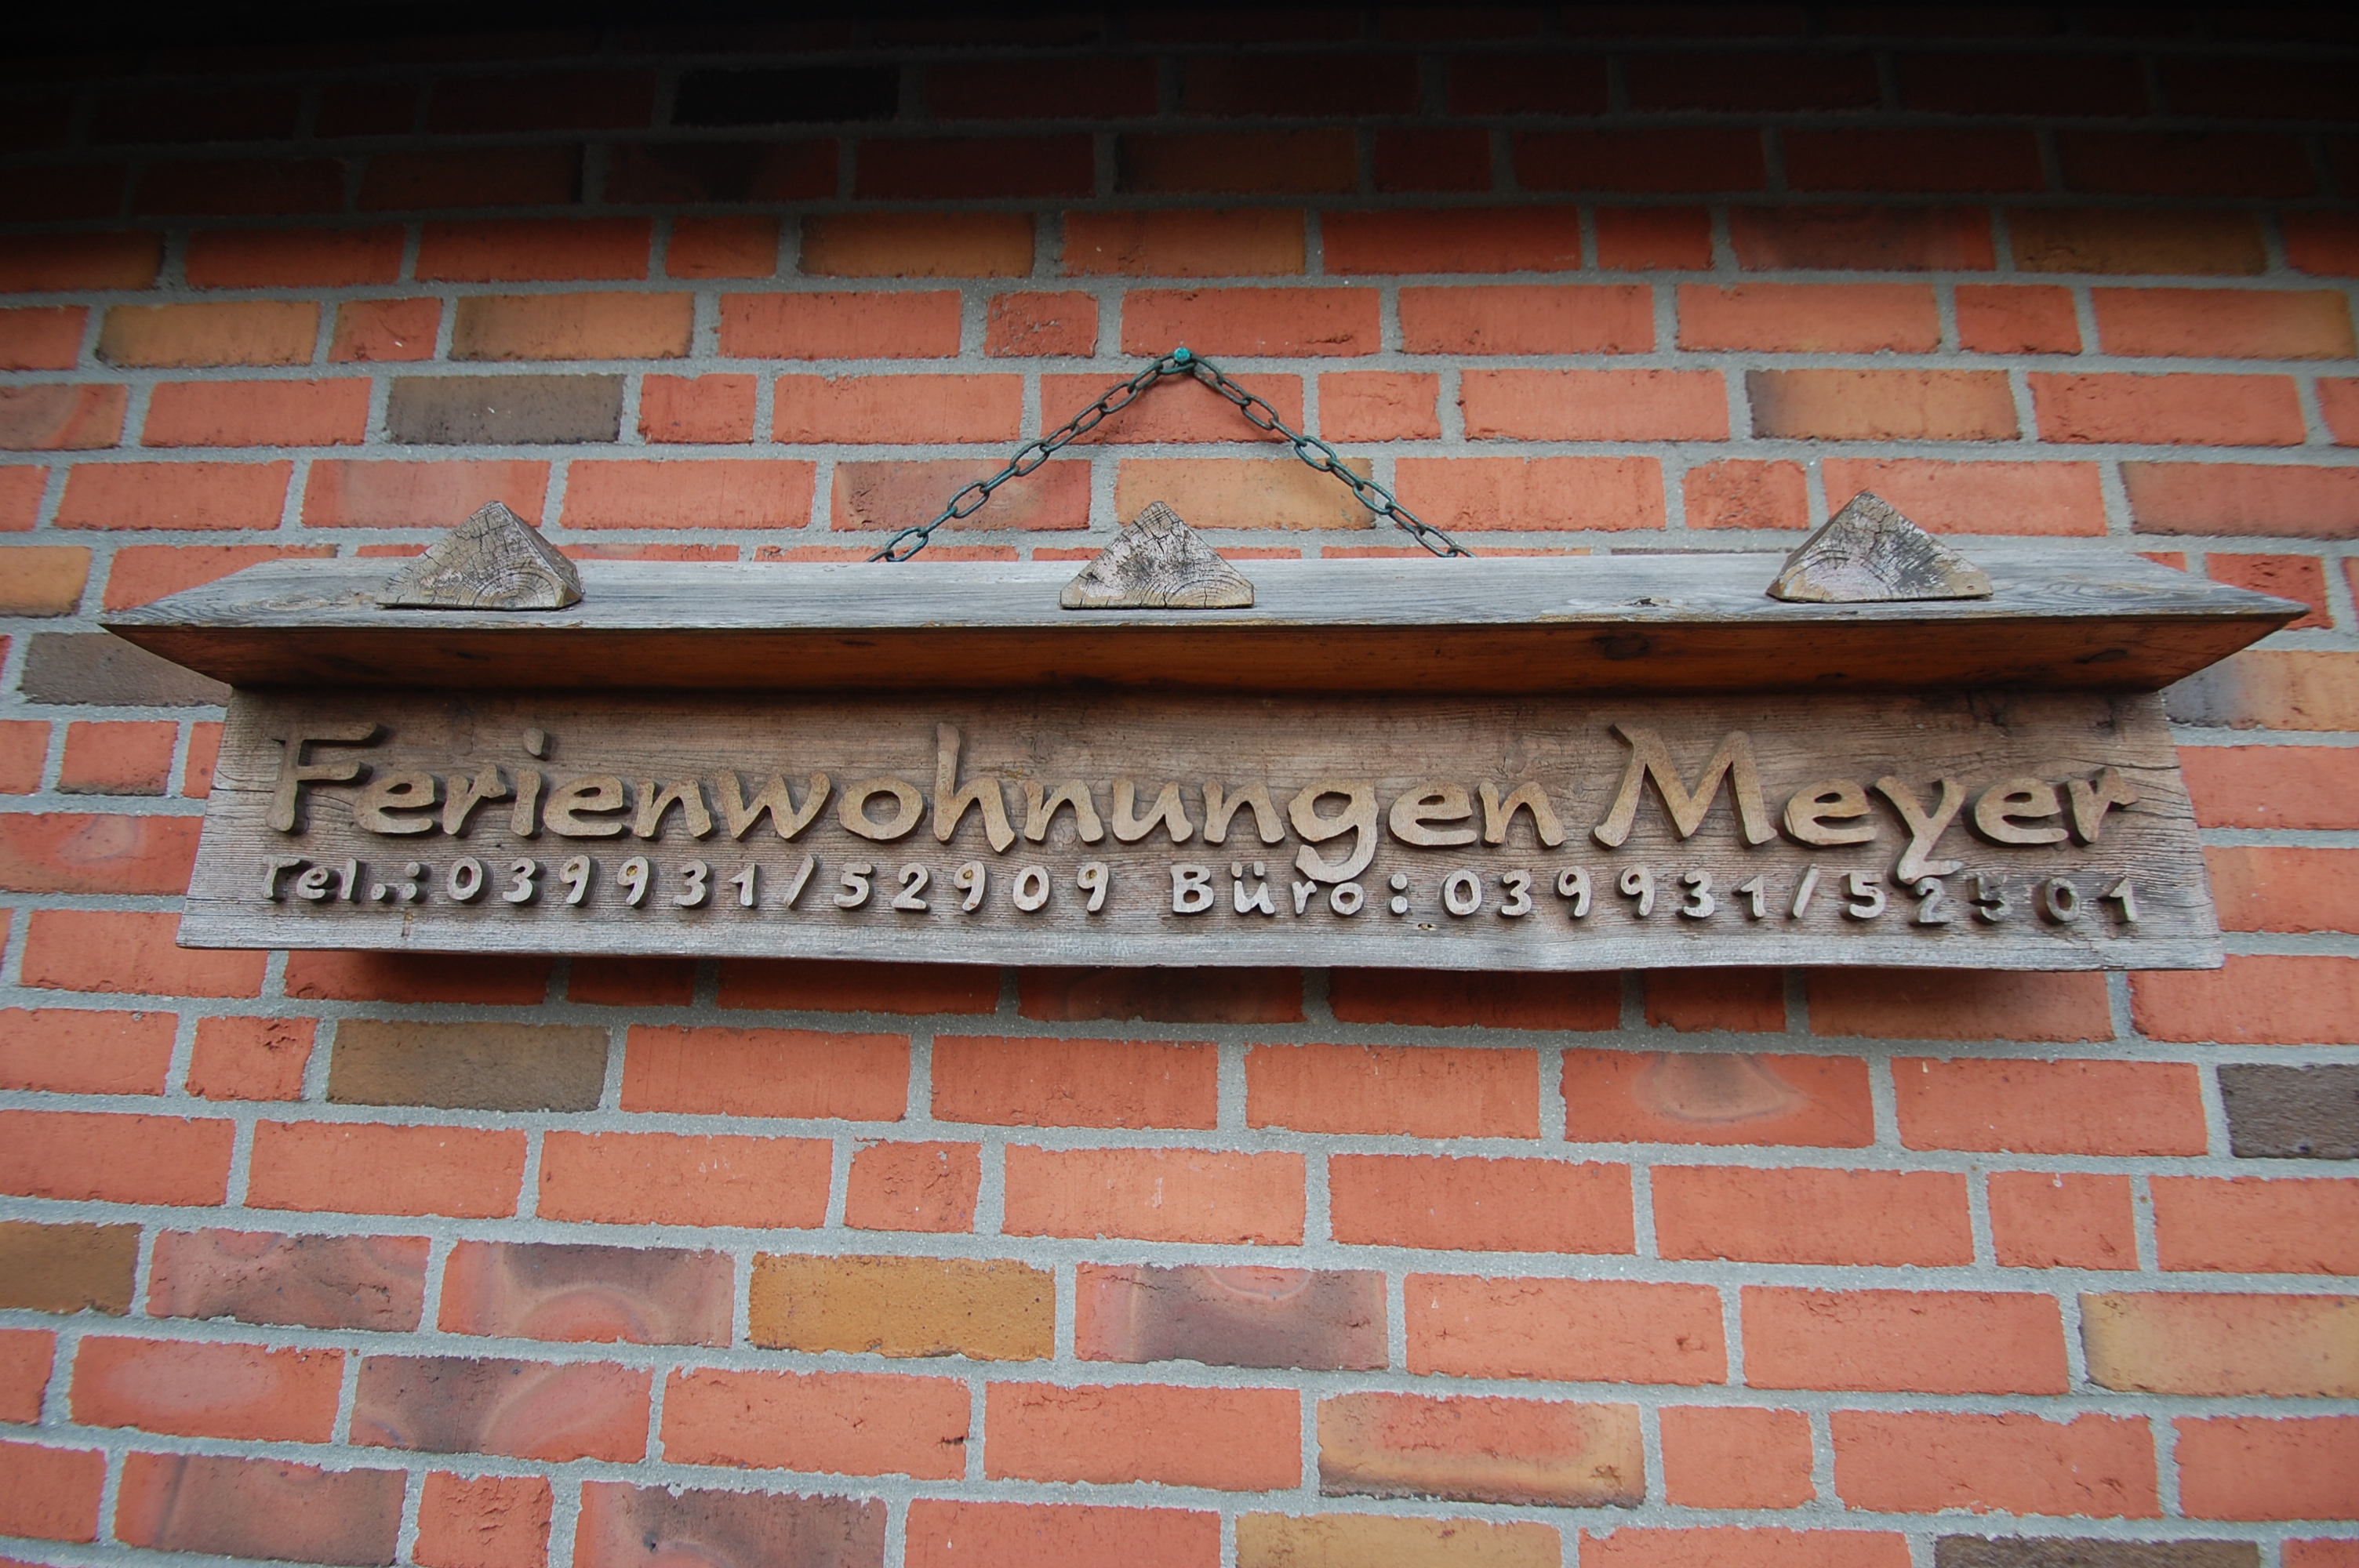 Ferienwohnungen Meyer
Tel.: 039931/52909 Büro: 039931/52501